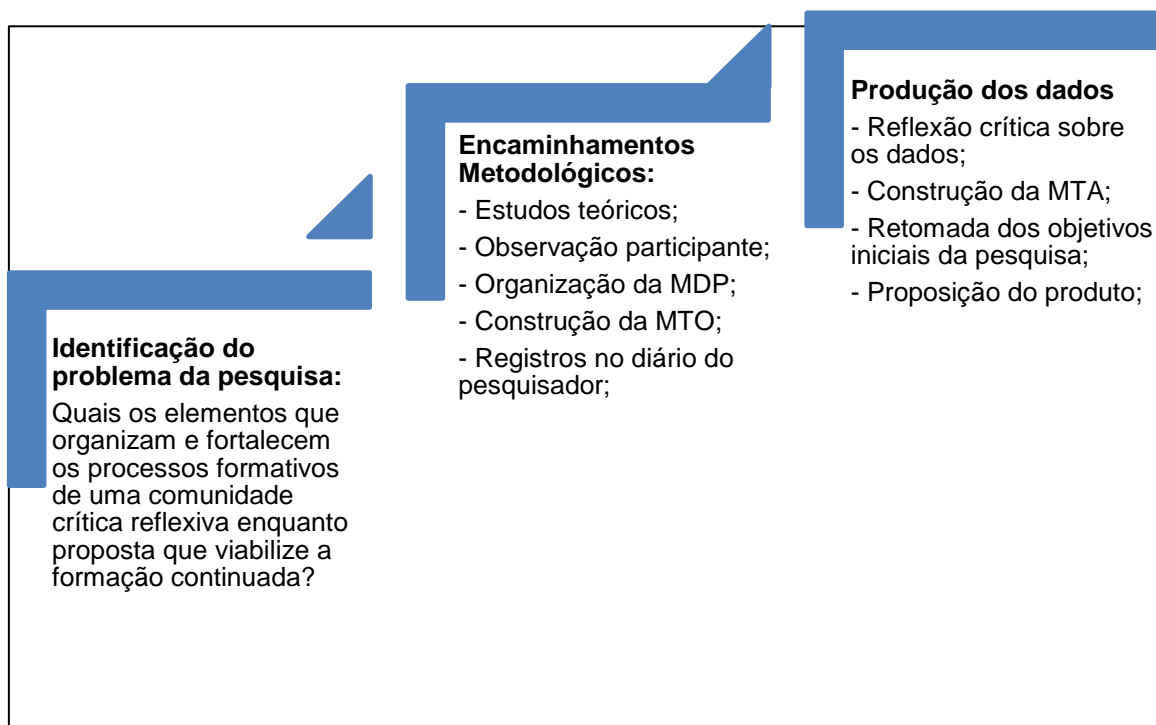 Identificação do
problema da pesquisa:
Quais os elementos que
organizam e fortalecem
os processos formativos
de uma comunidade
crítica reflexiva enquanto
proposta que viabilize a
formação continuada?
Encaminhamentos
Metodológicos:
- Estudos teóricos;
- Observação participante;
- Organização da MDP;
- Construção da MTO;
- Registros no diário do
pesquisador;
Produção dos dados
- Reflexão crítica sobre
os dados;
- Construção da MTA;
- Retomada dos objetivos
iniciais da pesquisa;
- Proposição do produto;